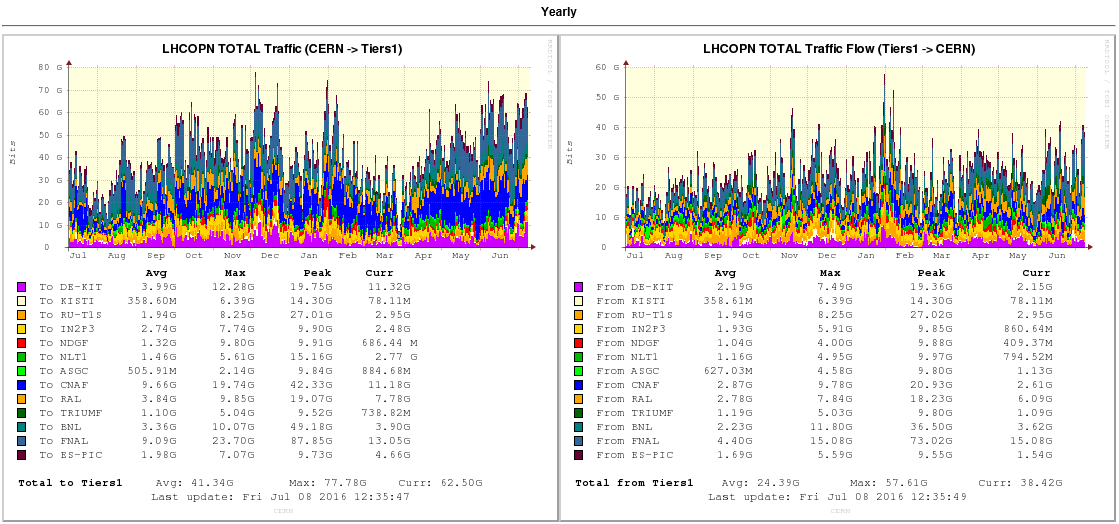 Yearly
LHCOPN TOTAL Traffic (CERN -> Tiers1)
RRDTOOL / TOBI OETIKER
Bits
80 G
70 G
60 G
50 G
40 G
30 G
20 G
10 G
0
Jul Aug Sep Oct Nov Dec Jan Feb Mar Apr May Jun
Avg Max Peak Curr
To DE-KIT 3.99G 12.28G 19.75G 11.32G
To KISTI 358.60M 6.39G 14.30G 78.11M
To RU-T1S 1.94G 8.25G 27.01G 2.95G
To IN2P3 2.74G 7.74G 9.90G 2.48G
To NDGF 1.32G 9.80G 9.91G 686.44 M
To NLT1 1.46G 5.61G 15.16G 2.77 G
To ASGC 505.91M 2.14G 9.84G 884.68M
To CNAF 9.66G 19.74G 42.33G 11.18G
To RAL 3.84G 9.85G 19.07G 7.78G
To TRIUMF 1.10G 5.04G 9.52G 738.82M
To BNL 3.36G 10.07G 49.18G 3.90G
To FNAL 9.09G 23.70G 87.85G 13.05G
To ES-PIC 1.98G 7.07G 9.73G 4.66G
Total to Tiers1 Avg: 41.34G Max: 77.78G Curr: 62.50G
Last update: Fri Jul 08 2016 12:35:47
CERN
LHCOPN TOTAL Traffic Flow (Tiers1 -> CERN)
RRDTOOL / TOBI OETIKER
Bits
60 G
50 G
40 G
30 G
20 G
10 G
0
Jul Aug Sep Oct Nov Dec Jan Feb Mar Apr May Jun
Avg Max Peak Curr
From DE-KIT 2.19G 7.49G 19.36G 2.15G
From KISTI 358.61M 6.39G 14.30G 78.11M
From RU-T1S 1.94G 8.25G 27.02G 2.95G
From IN2P3 1.93G 5.91G 9.85G 860.64M
From NDGF 1.04G 4.00G 9.88G 409.37M
From NLT1 1.16G 4.95G 9.97G 794.52M
From ASGC 627.03M 4.58G 9.80G 1.13G
From CNAF 2.87G 9.78G 20.93G 2.61G
From RAL 2.78G 7.84G 18.23G 6.09G
From TRIUMF 1.19G 5.03G 9.80G 1.09G
From BNL 2.23G 11.80G 36.50G 3.62G
From FNAL 4.40G 15.08G 73.02G 15.08G
From ES-PIC 1.69G 5.59G 9.55G 1.54G
Total from Tiers1 Avg: 24.39G Max: 57.61G Curr: 38.42G
Last update: Fri Jul 08 2016 12:35:49
CERN